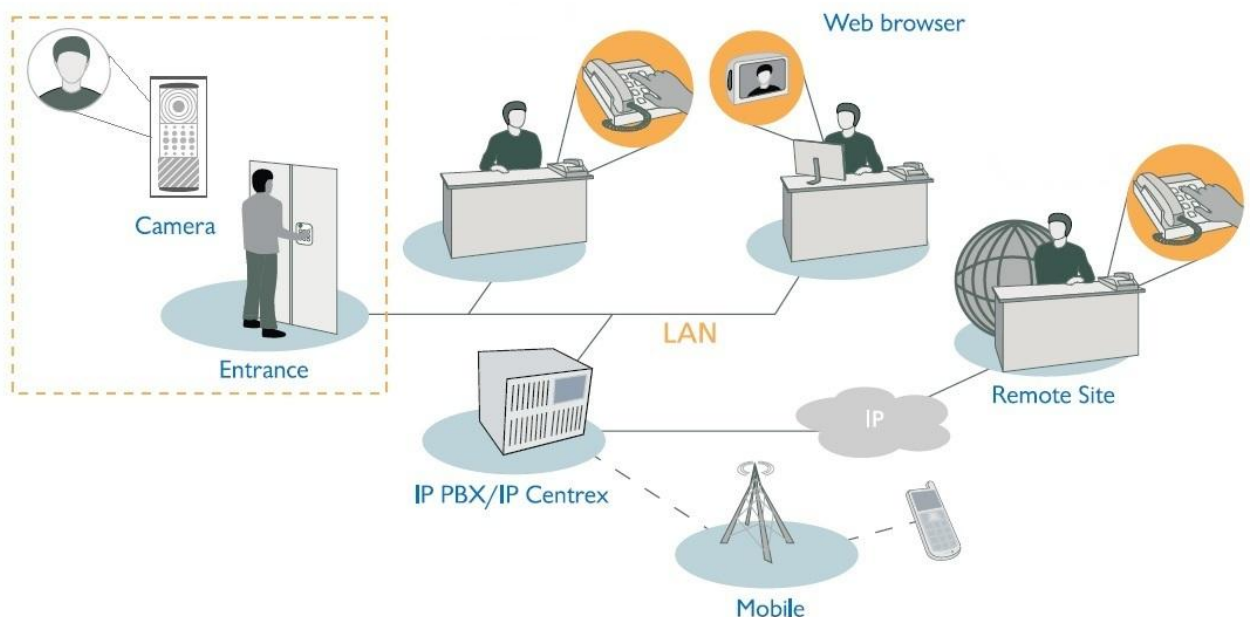 Web browser
Camera
Entrance
LAN
Remote Site
IP
IP PBX/IP Centrex
Mobile